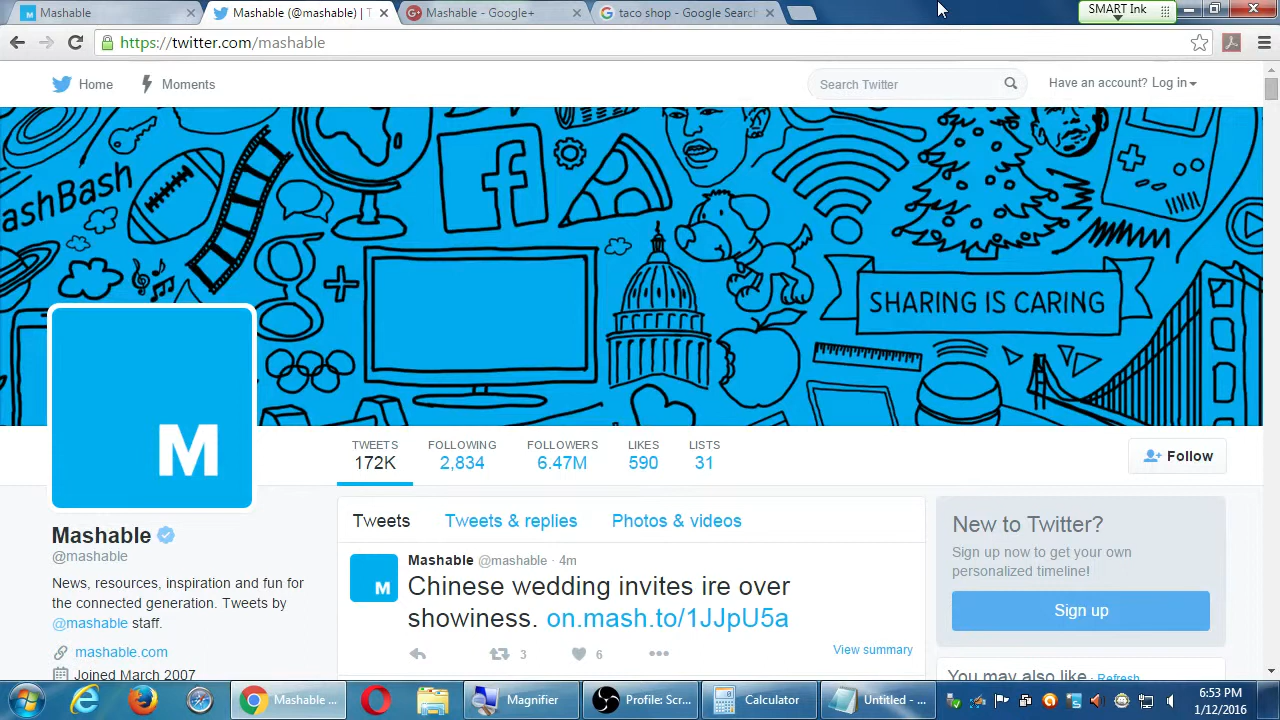 Mashable
Mashable (@mashable) | T
Mashable - Google+
taco shop - Google Search
SMART Ink
https://twitter.com/mashable
Home
Moments
Search Twitter
Have an account? Log in
ashBash
SHARING IS CARING
M
TWEETS
172K
FOLLOWING
2,834
FOLLOWERS
6.47M
LIKES
590
LISTS
31
Follow
Mashable
@mashable
News, resources, inspiration and fun for
the connected generation. Tweets by
@mashable staff.
mashable.com
Joined March 2007
Tweets
Tweets & replies
Photos & videos
M
Mashable @mashable · 4m
Chinese wedding invites ire over
showiness. on.mash.to/1JJpU5a
3
6
View summary
New to Twitter?
Sign up now to get your own
personalized timeline!
Sign up
You may also like · Refresh
Mashable ...
Magnifier
Profile: Scr...
Calculator
Untitled - ...
6:53 PM
1/12/2016